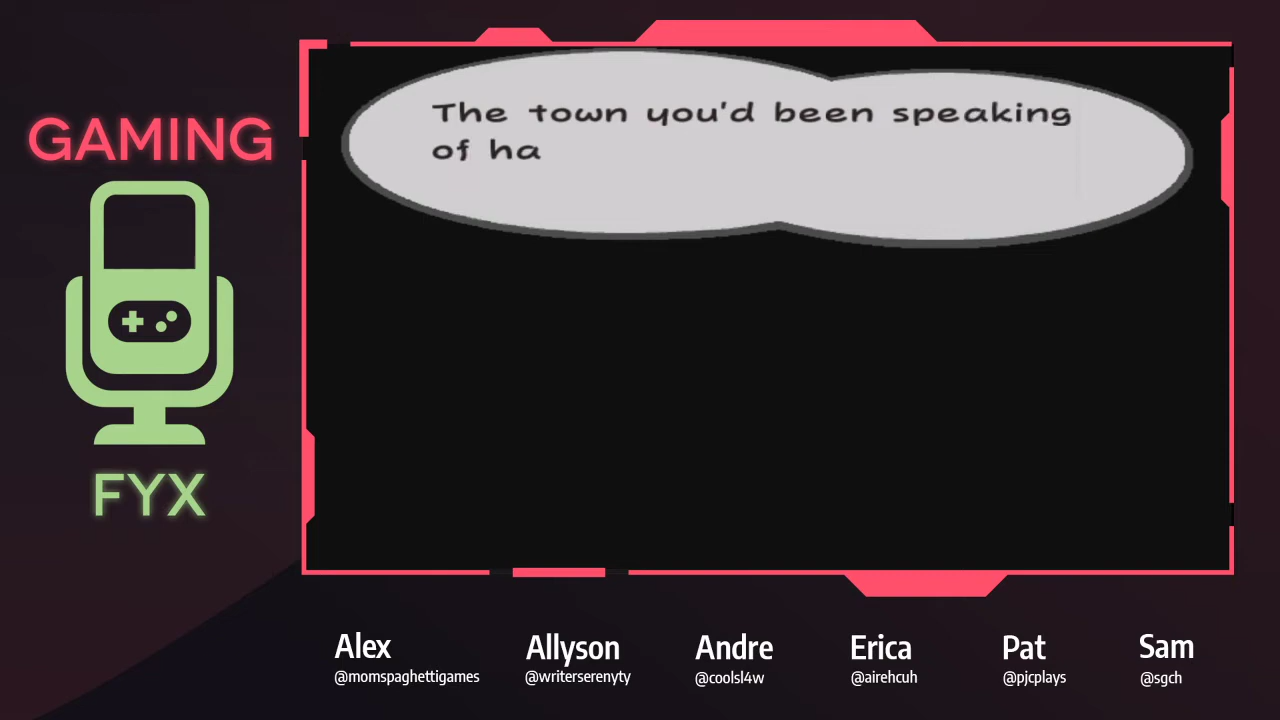 GAMING
FYX
The town you'd been speaking
of ha
Alex
@momspaghettigames
Allyson
@writerserenyty
Andre
@coolsl4w
Erica
@airehcuh
Pat
@pjcplays
Sam
@sgch